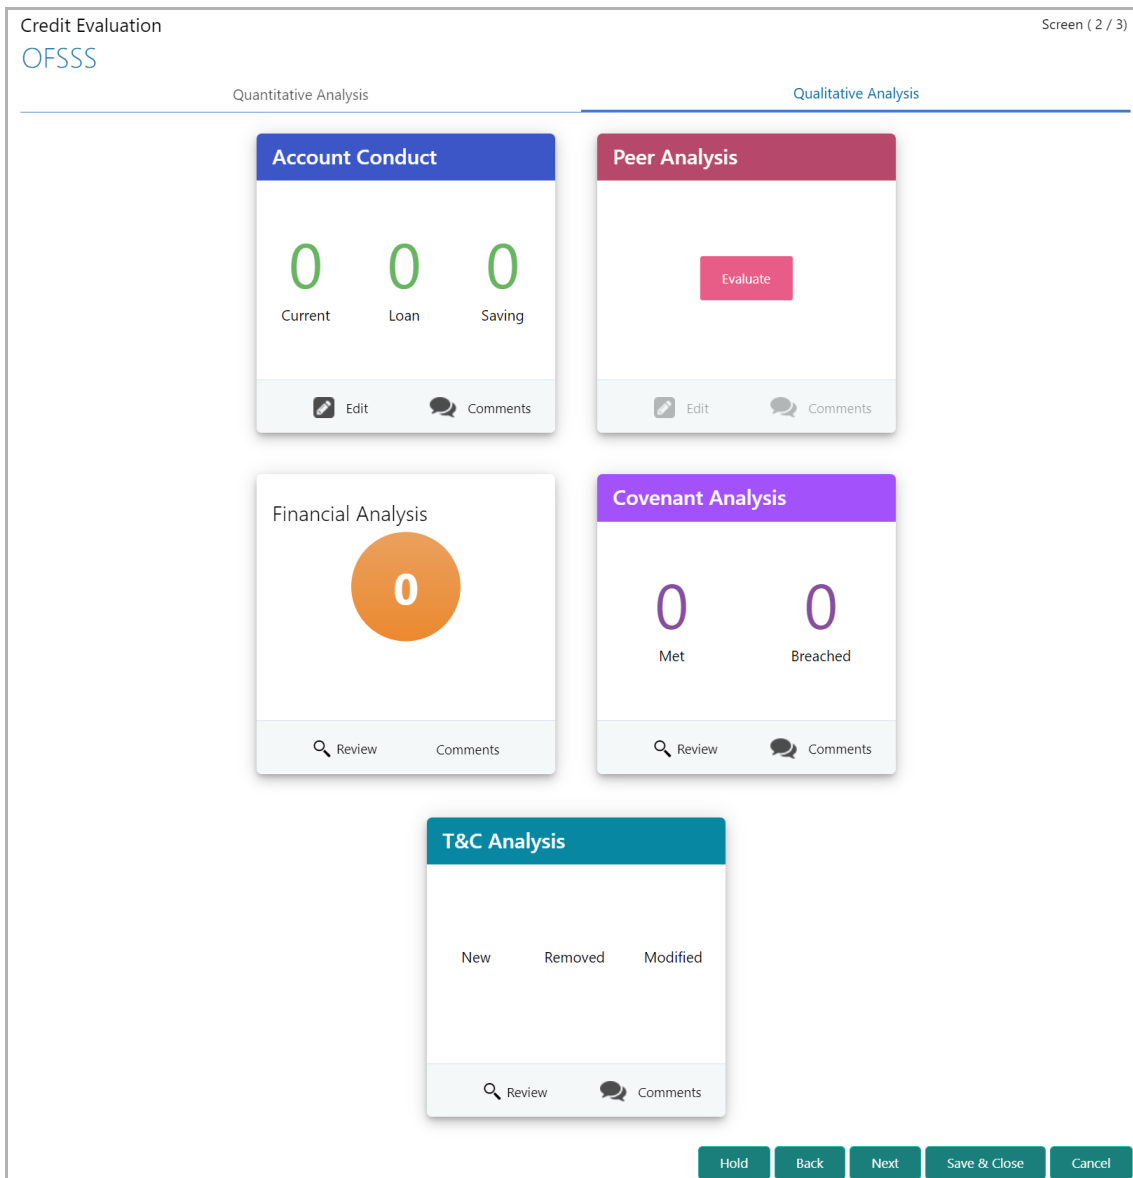 Credit Evaluation
Screen ( 2 / 3)
OFSSS
Quantitative Analysis
Qualitative Analysis
Account Conduct
0 0 0
Current Loan Saving
Edit Comments
Peer Analysis
Evaluate
Edit Comments
Financial Analysis
0
Review Comments
Covenant Analysis
0 0
Met Breached
Review Comments
T&C Analysis
New Removed Modified
Review Comments
Hold Back Next Save & Close Cancel